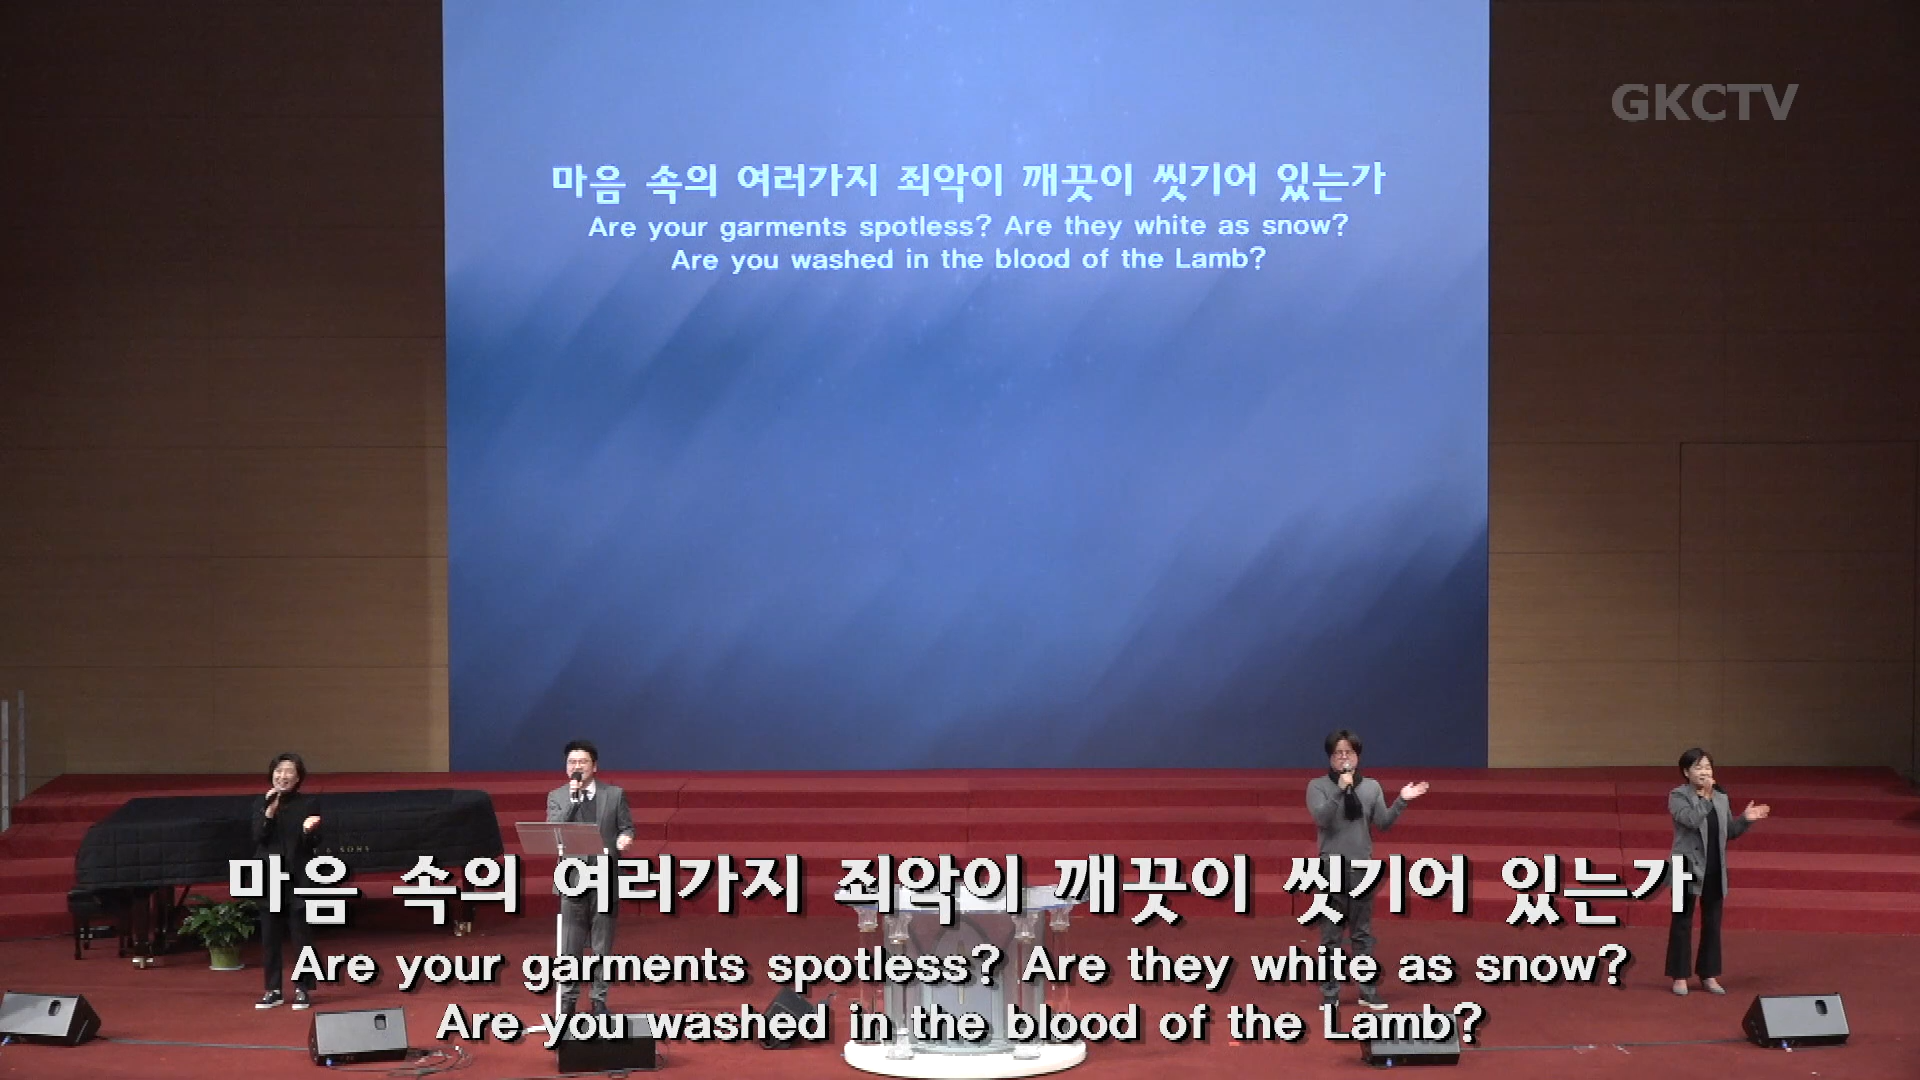 GKCTV
마음 속의 여러가지 죄악이 깨끗이 씻기어 있는가
Are your garments spotless? Are they white as snow?
Are you washed in the blood of the Lamb?
& SONS
마음 속의 여러가지 죄악이 깨끗이 씻기어 있는가
Are your garments spotless? Are they white as snow?
Are you washed in the blood of the Lamb?